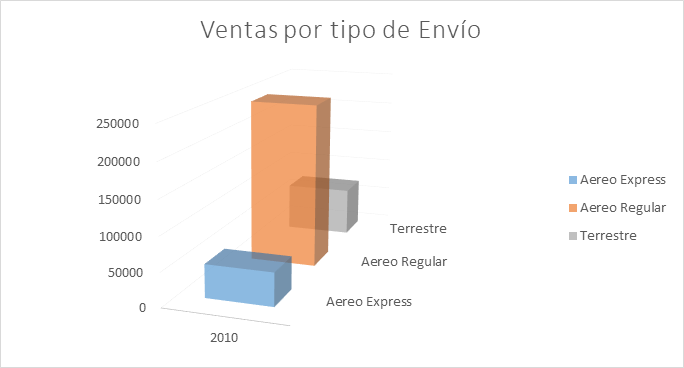 Ventas por tipo de Envío
250000
200000
150000
100000
50000
0
2010
Terrestre
Aereo Regular
Aereo Express
Aereo Express
Aereo Regular
Terrestre